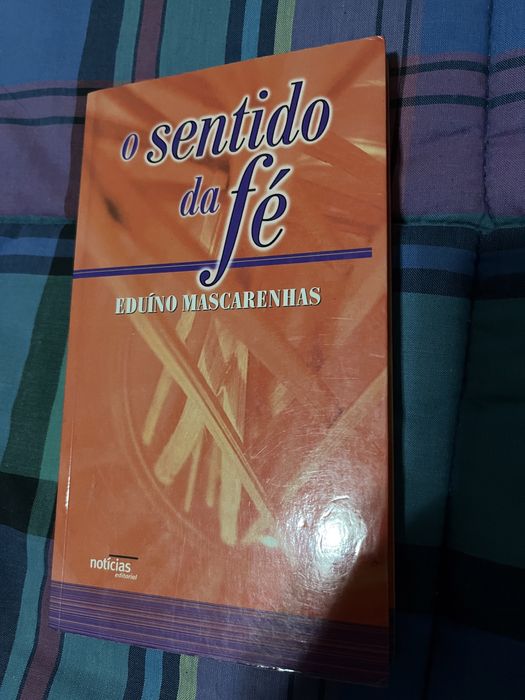 o sentido
da fé
EDUÍNO MASCARENHAS
notícias
editorial